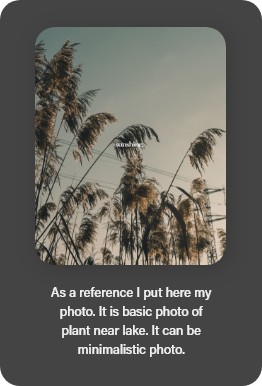 sunshine.
As a reference I put here my
photo. It is basic photo of
plant near lake. It can be
minimalistic photo.